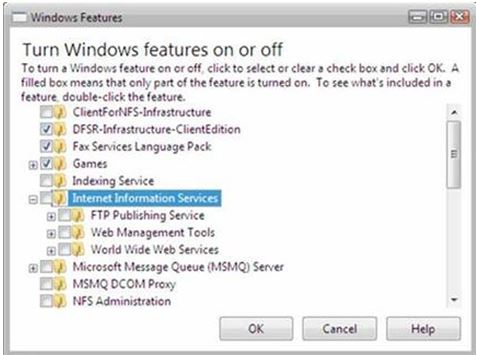 Windows Features
Turn Windows features on or off
To turn a Windows feature on or off, click to select or clear a check box and click OK. A
filled box means that only part of the feature is turned on. To see what's included in a
feature, double-click the feature.
ClientForNFS-Infrastructure
DFSR-Infrastructure-ClientEdition
Fax Services Language Pack
Games
Indexing Service
Internet Information Services
FTP Publishing Service
Web Management Tools
World Wide Web Services
Microsoft Message Queue (MSMQ) Server
MSMQ DCOM Proxy
NFS Administration
OK Cancel Help